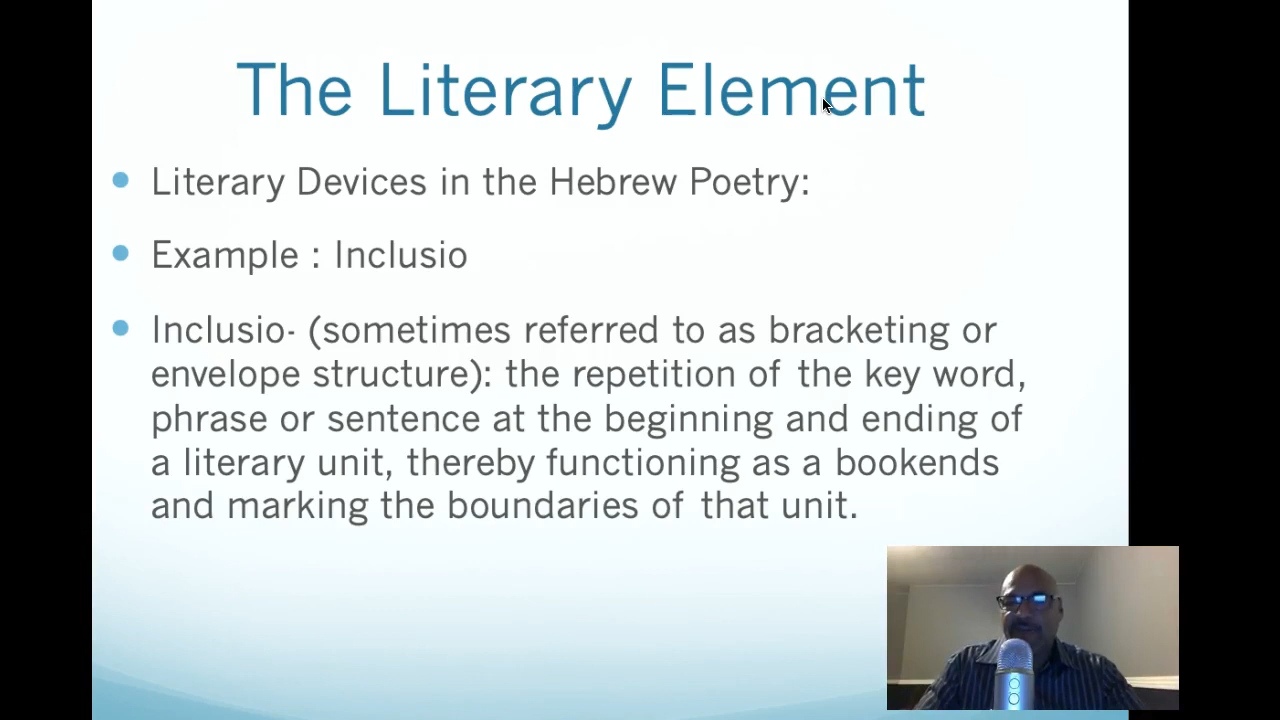 The Literary Element
Literary Devices in the Hebrew Poetry:
Example : Inclusio
Inclusio- (sometimes referred to as bracketing or
envelope structure): the repetition of the key word,
phrase or sentence at the beginning and ending of
a literary unit, thereby functioning as a bookends
and marking the boundaries of that unit.